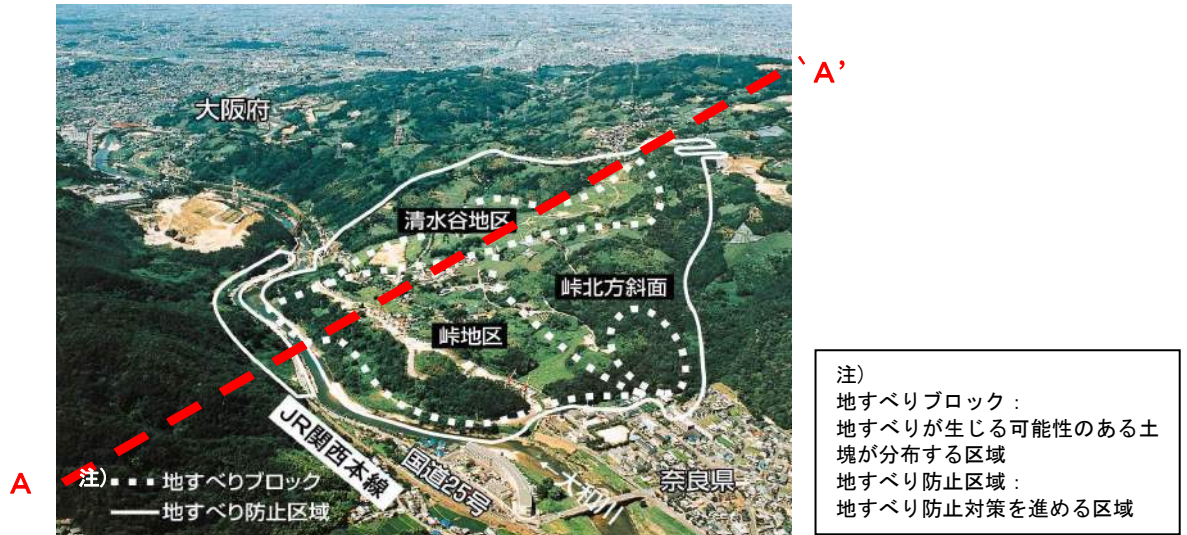 `A'
大阪府
清水谷地区
峠北方斜面
峠地区
JR関西本線
国道25号
大和川
奈良県
A
注)
地すべりブロック
地すべり防止区域
注)
地すべりブロック:
地すべりが生じる可能性のある土
塊が分布する区域
地すべり防止区域:
地すべり防止対策を進める区域